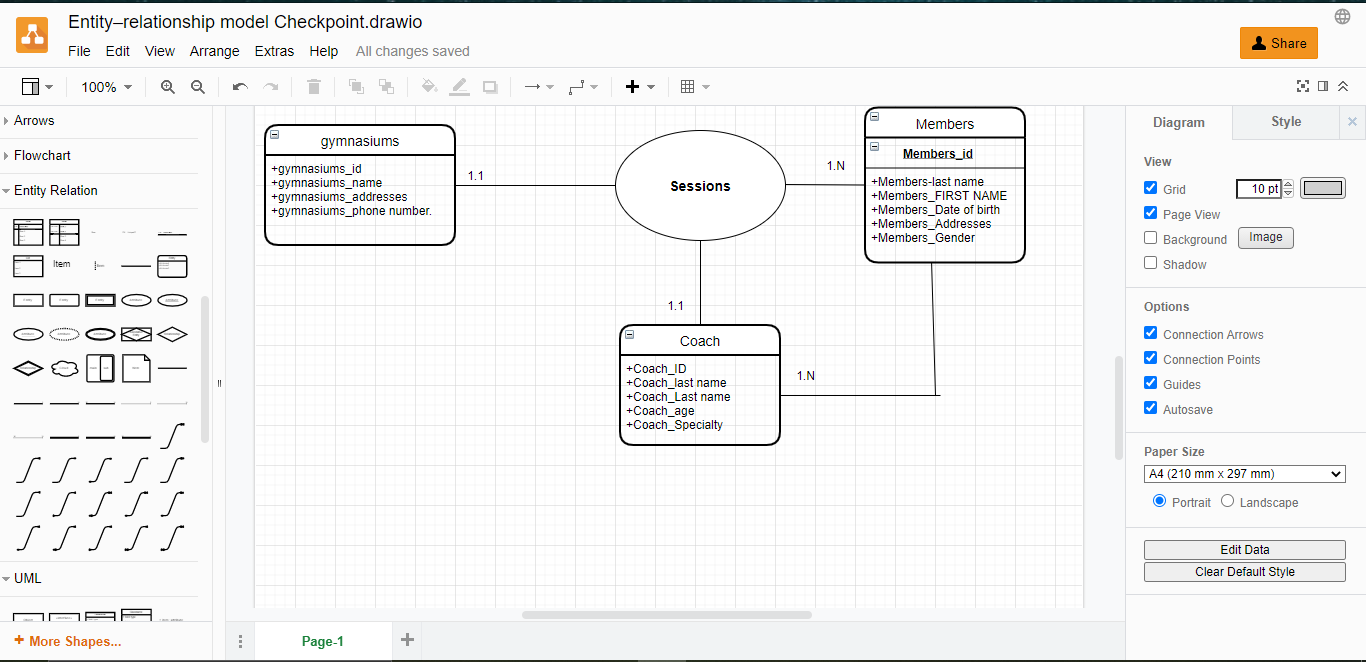 Entity–relationship model Checkpoint.drawio
File Edit View Arrange Extras Help All changes saved
Share
100%
Arrows
Flowchart
Entity Relation
Item
UML
More Shapes...
gymnasiums
+gymnasiums_id
+gymnasiums_name
+gymnasiums_addresses
+gymnasiums_phone number.
1.1
Sessions
1.N
Members
Members_id
+Members-last name
+Members_FIRST NAME
+Members_Date of birth
+Members_Addresses
+Members_Gender
1.1
Coach
+Coach_ID
+Coach_last name
+Coach_Last name
+Coach_age
+Coach_Specialty
1.N
Page-1
Diagram Style
View
Grid 10 pt
Page View
Background Image
Shadow
Options
Connection Arrows
Connection Points
Guides
Autosave
Paper Size
A4 (210 mm x 297 mm)
Portrait Landscape
Edit Data
Clear Default Style